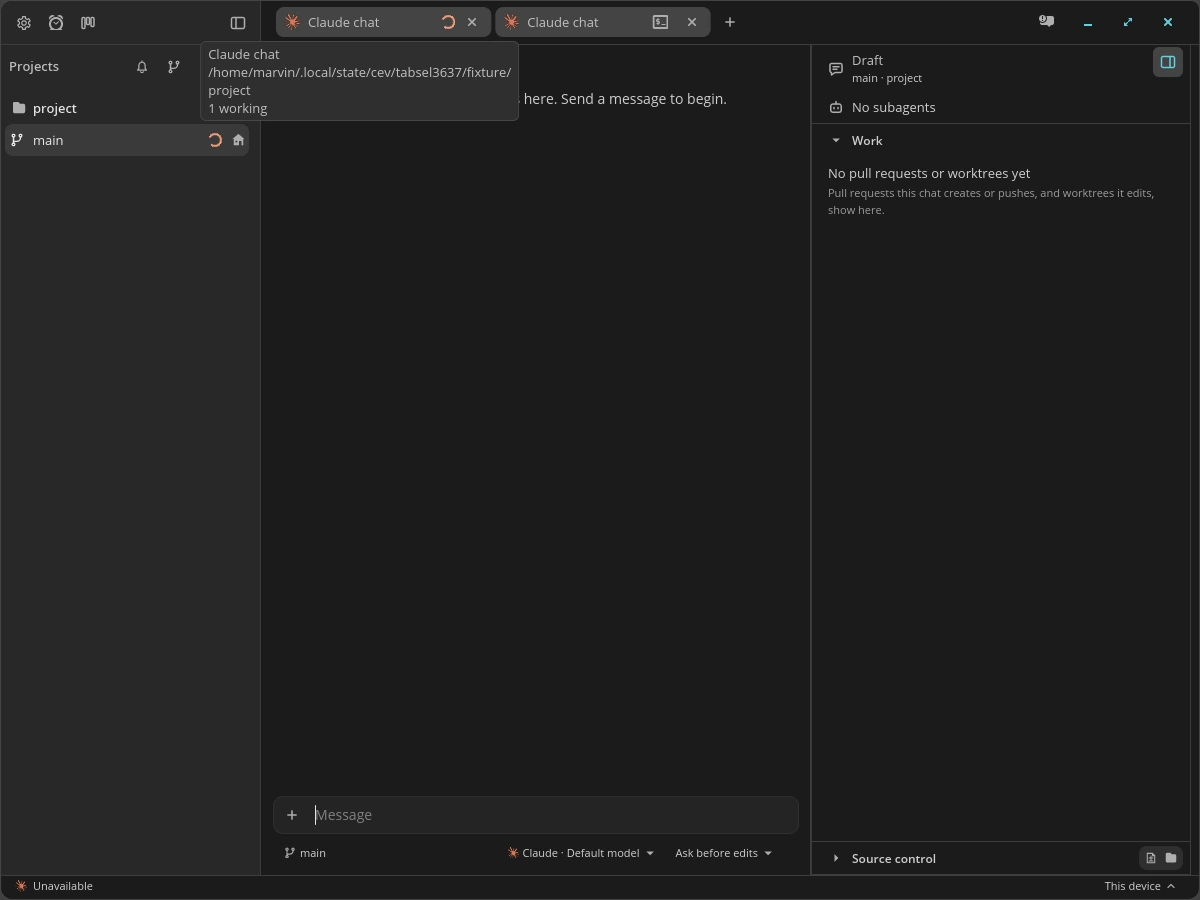 Claude chat
Claude chat
Projects
Claude chat
/home/marvin/.local/state/cev/tabsel3637/fixture/
project
1 working
here. Send a message to begin.
project
main
Draft
main · project
No subagents
Work
No pull requests or worktrees yet
Pull requests this chat creates or pushes, and worktrees it edits,
show here.
Message
main
Claude · Default model
Ask before edits
Source control
Unavailable
This device